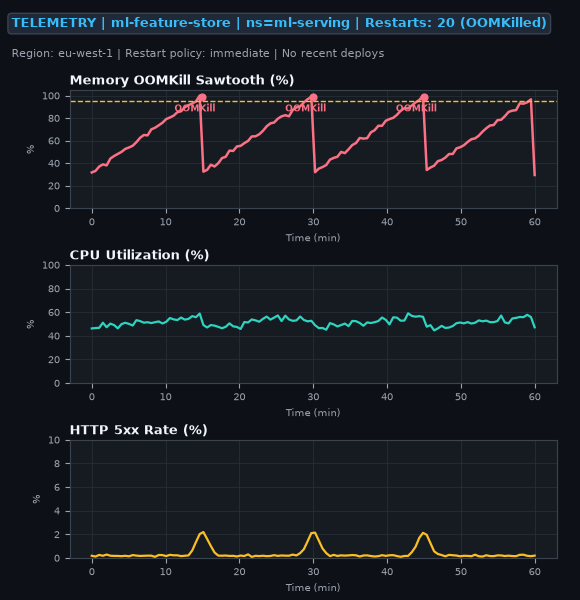 TELEMETRY | ml-feature-store | ns=ml-serving | Restarts: 20 (OOMKilled)
Region: eu-west-1 | Restart policy: immediate | No recent deploys
Memory OOMKill Sawtooth (%)
100
80
60
40
20
0
%
OOMKill
OOMKill
OOMKill
0 10 20 30 40 50 60
Time (min)
CPU Utilization (%)
100
80
60
40
20
0
%
0 10 20 30 40 50 60
Time (min)
HTTP 5xx Rate (%)
10
8
6
4
2
0
%
0 10 20 30 40 50 60
Time (min)